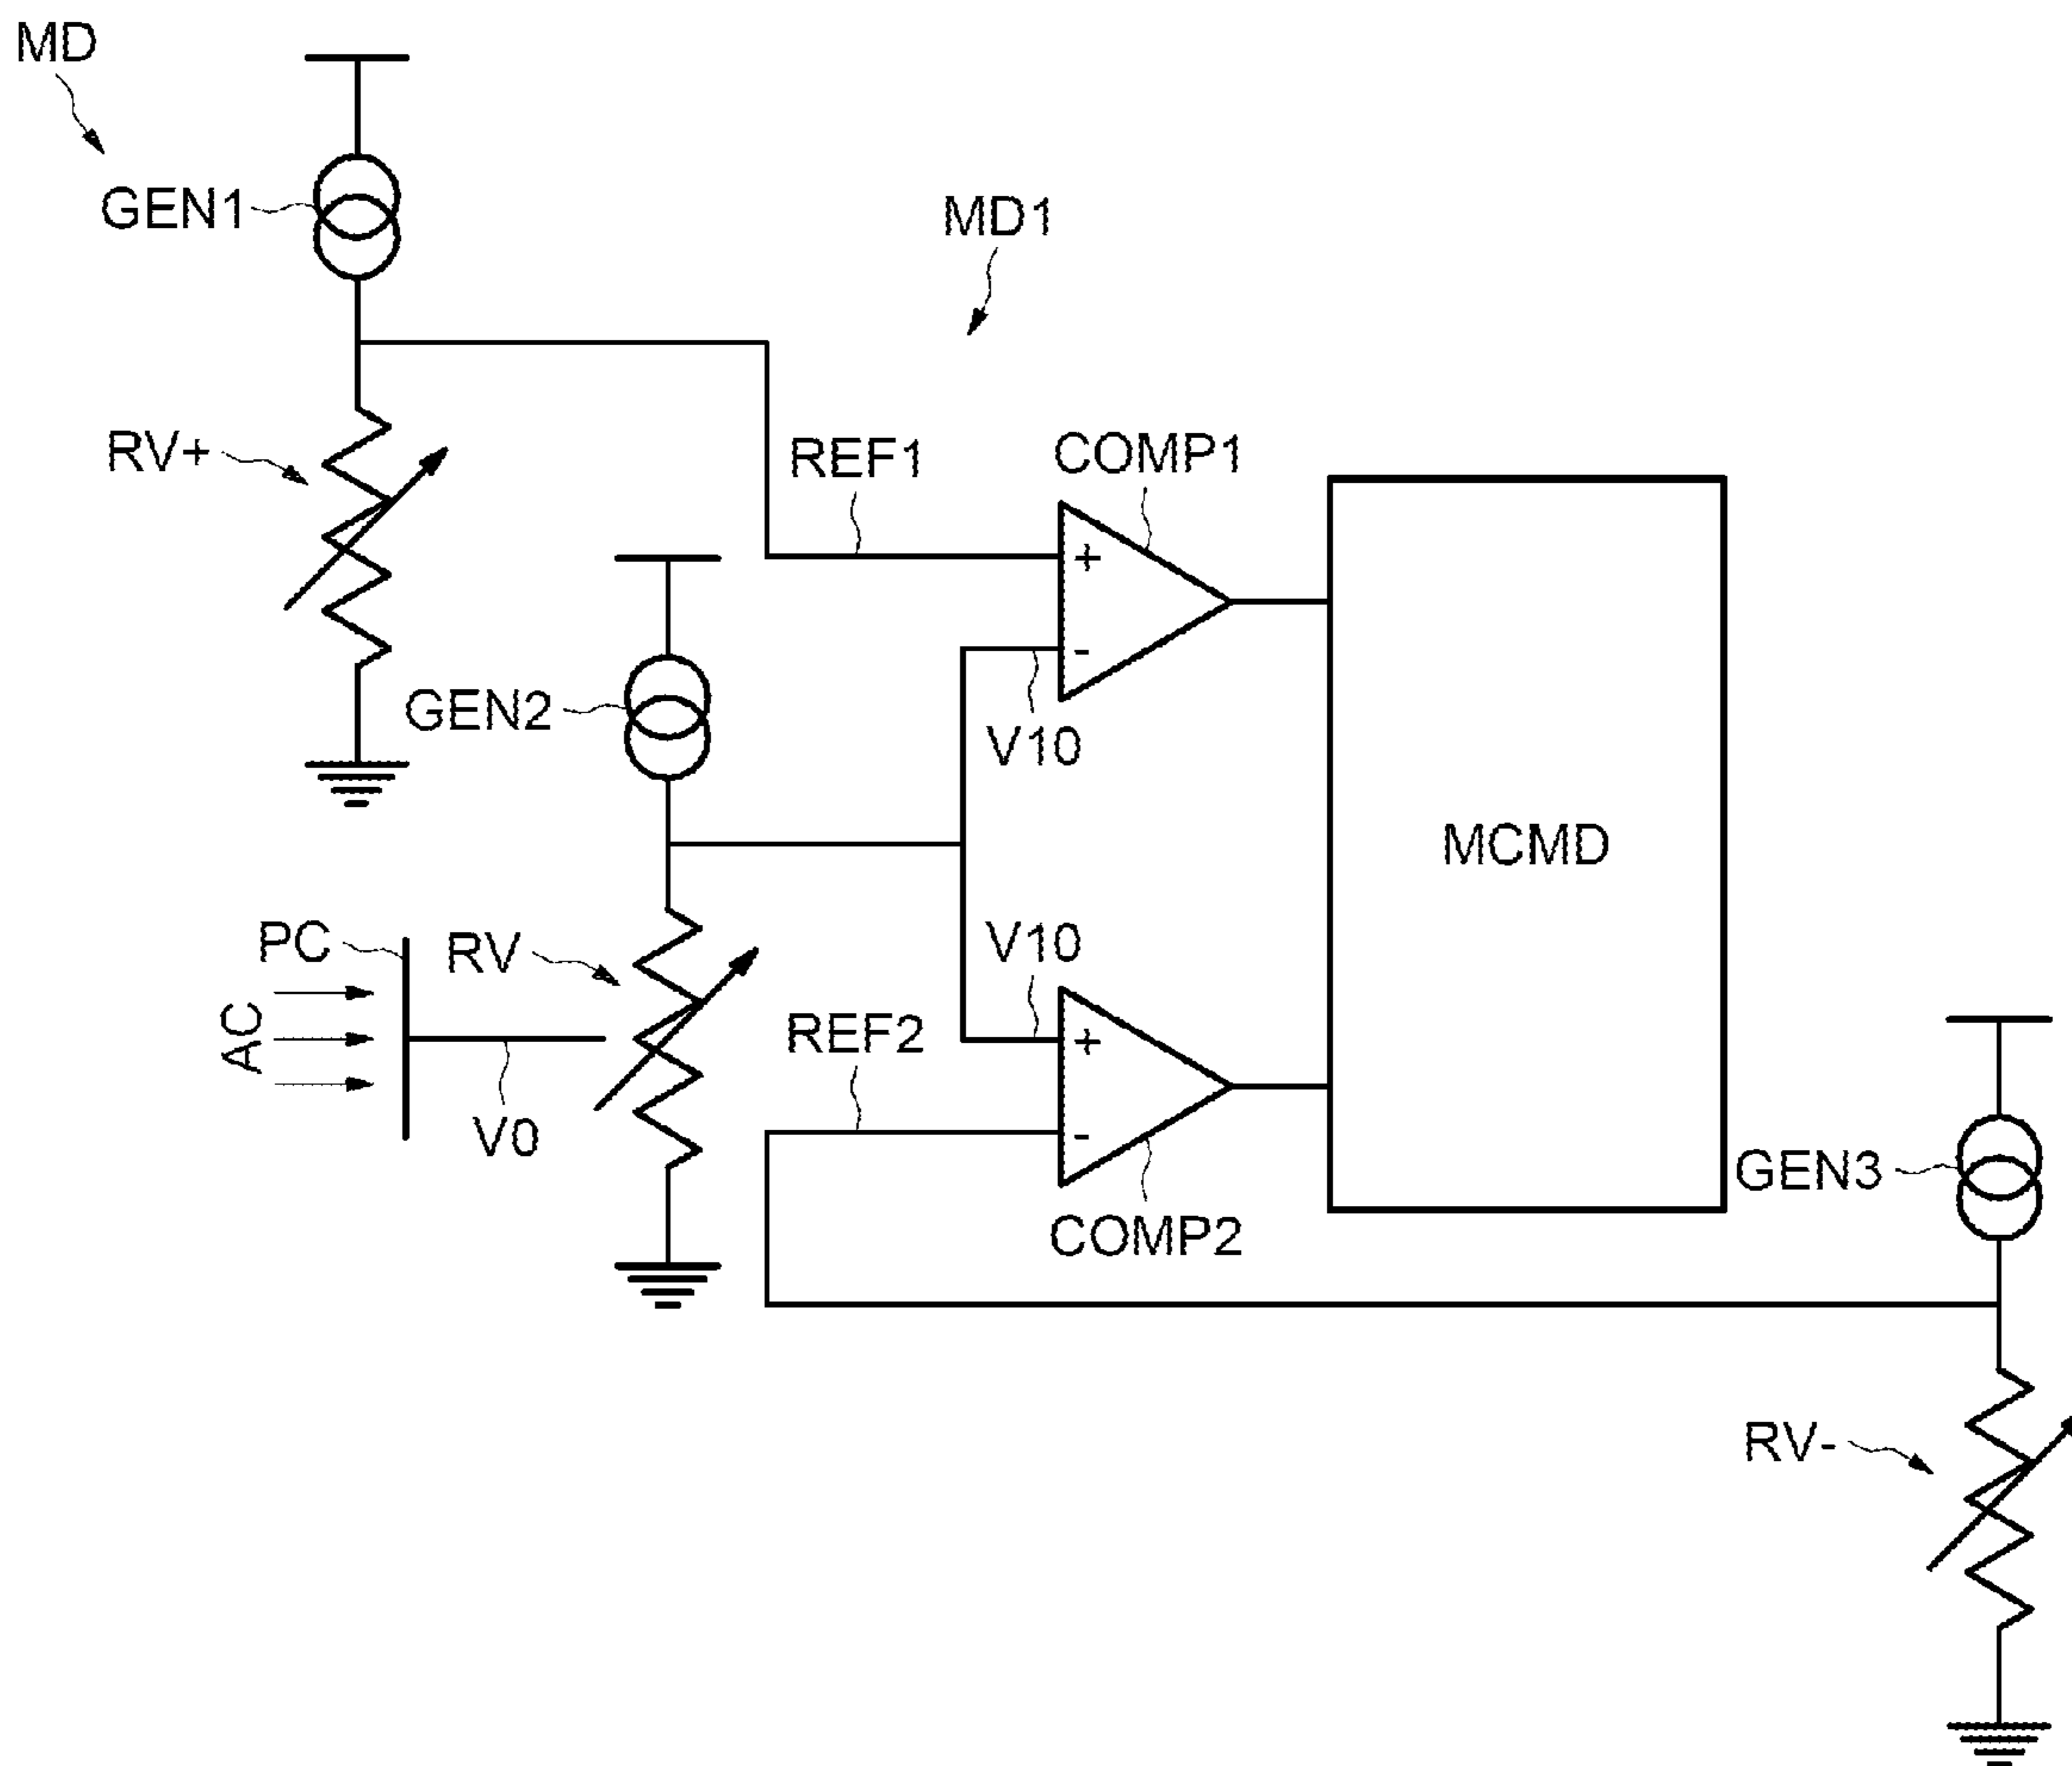 MD
GEN1
MD1
RV+
REF1
COMP1
+
-
GEN2
V10
MCMD
PC
RV
V10
AC
REF2
+
-
V0
GEN3
COMP2
RV-